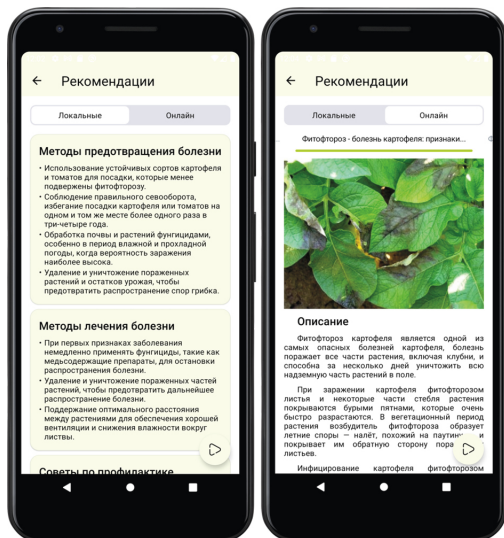 Рекомендации
Локальные
Онлайн
Методы предотвращения болезни
• Использование устойчивых сортов картофеля
и томатов для посадки, которые менее
подвержены фитофторозу.
• Соблюдение правильного севооборота,
избегание посадки картофеля или томатов на
одном и том же месте более одного раза в
три-четыре года.
• Обработка почвы и растений фунгицидами,
особенно в период влажной и прохладной
погоды, когда вероятность заражения
наиболее высока.
• Удаление и уничтожение пораженных
растений и остатков урожая, чтобы
предотвратить распространение спор грибка.
Методы лечения болезни
• При первых признаках заболевания
немедленно применять фунгициды, такие как
медьсодержащие препараты, для остановки
распространения болезни.
• Удаление и уничтожение пораженных частей
растений, чтобы предотвратить дальнейшее
распространение болезни.
• Поддержание оптимального расстояния
между растениями для обеспечения хорошей
вентиляции и снижения влажности вокруг
листвы.
Советы по профилактике
Рекомендации
Локальные
Онлайн
Фитофтороз - болезнь картофеля: признаки...
Описание
Фитофтороз картофеля является одной из
самых опасных болезней картофеля, болезнь
поражает все части растения, включая клубни, и
способна за несколько дней уничтожить всю
надземную часть растений в поле.
При заражении картофеля фитофторозом
листья и некоторые части стебля растения
покрываются бурыми пятнами, которые очень
быстро разрастаются. В вегетационный период
растения возбудитель фитофтороза образует
летние споры — налёт, похожий на и
покрывает им обратную сторону
листьев.
Инфицирование картофеля фитофторозом